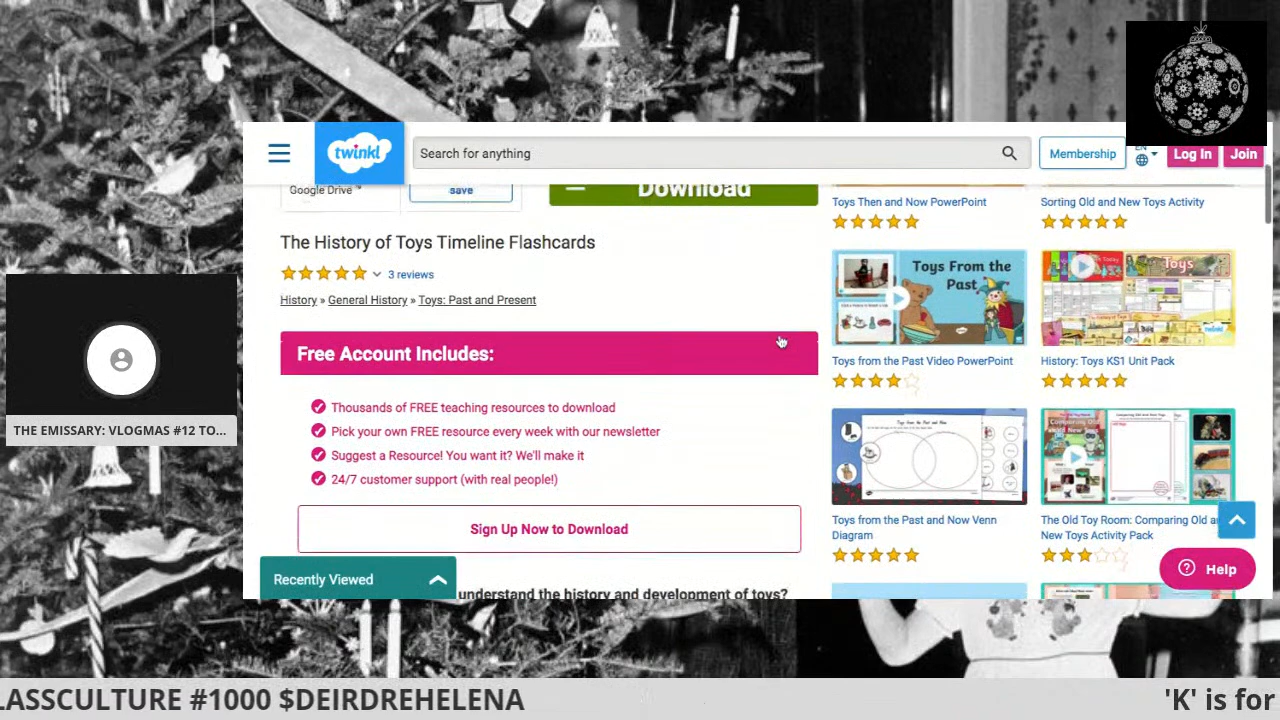 twinkl
Search for anything
Membership
EN
Log In
Join
Google Drive
save
Download
Toys Then and Now PowerPoint
Sorting Old and New Toys Activity
The History of Toys Timeline Flashcards
3 reviews
History » General History » Toys: Past and Present
Toys From the
Past
Toys
Toys from the Past Video PowerPoint
History: Toys KS1 Unit Pack
Free Account Includes:
Thousands of FREE teaching resources to download
Pick your own FREE resource every week with our newsletter
Suggest a Resource! You want it? We'll make it
24/7 customer support (with real people!)
Sign Up Now to Download
Toys from the Past and Now Venn
Diagram
The Old Toy Room: Comparing Old an
New Toys Activity Pack
Recently Viewed
Help
understand the history and development of toys?
THE EMISSARY: VLOGMAS #12 TO...
LASSCULTURE #1000 $DEIRDREHELENA
'K' is for